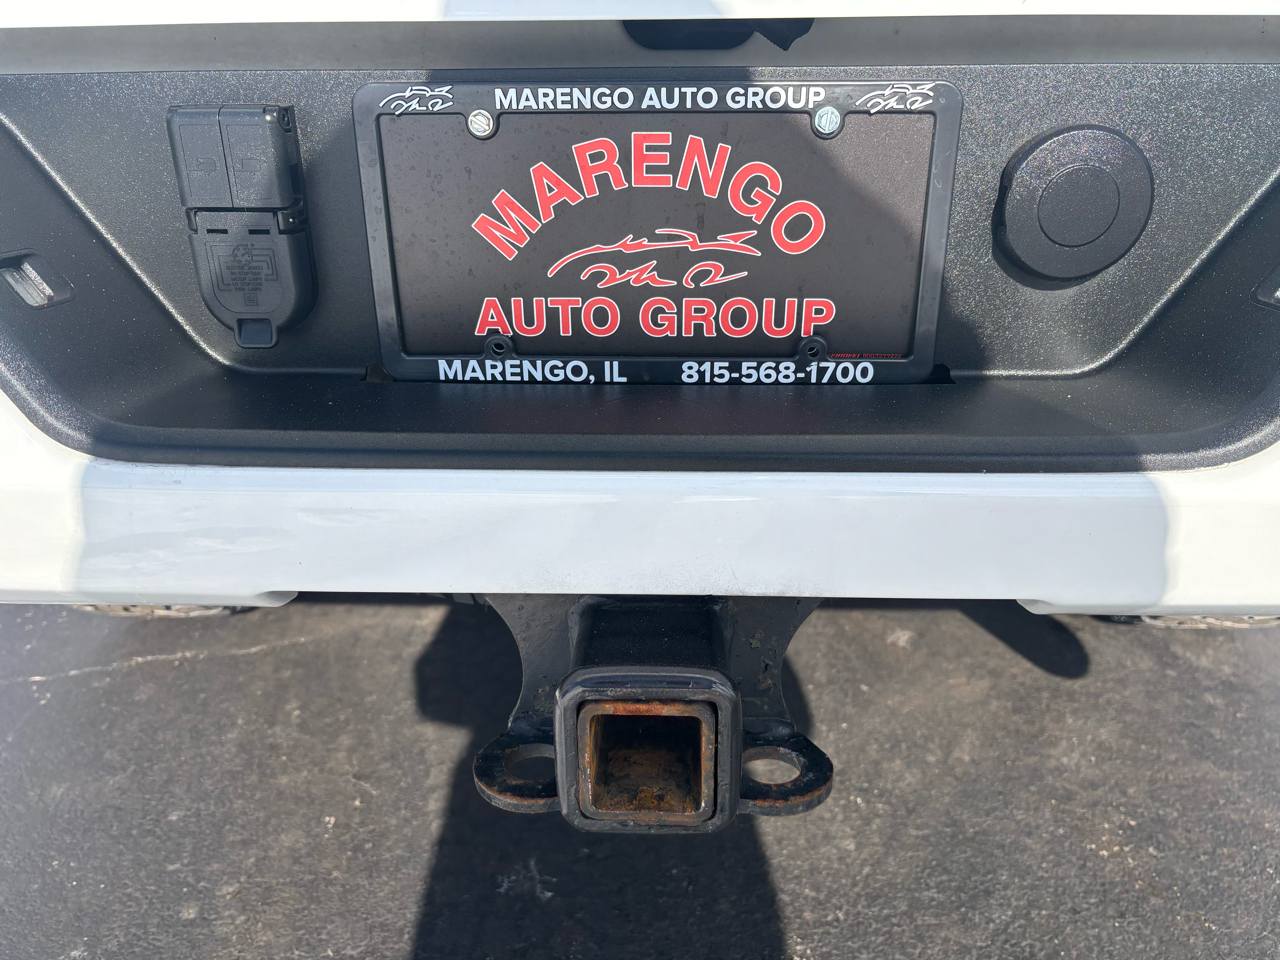 MARENGO AUTO GROUP
MARENGO
AUTO GROUP
MARENGO, IL 815-568-1700